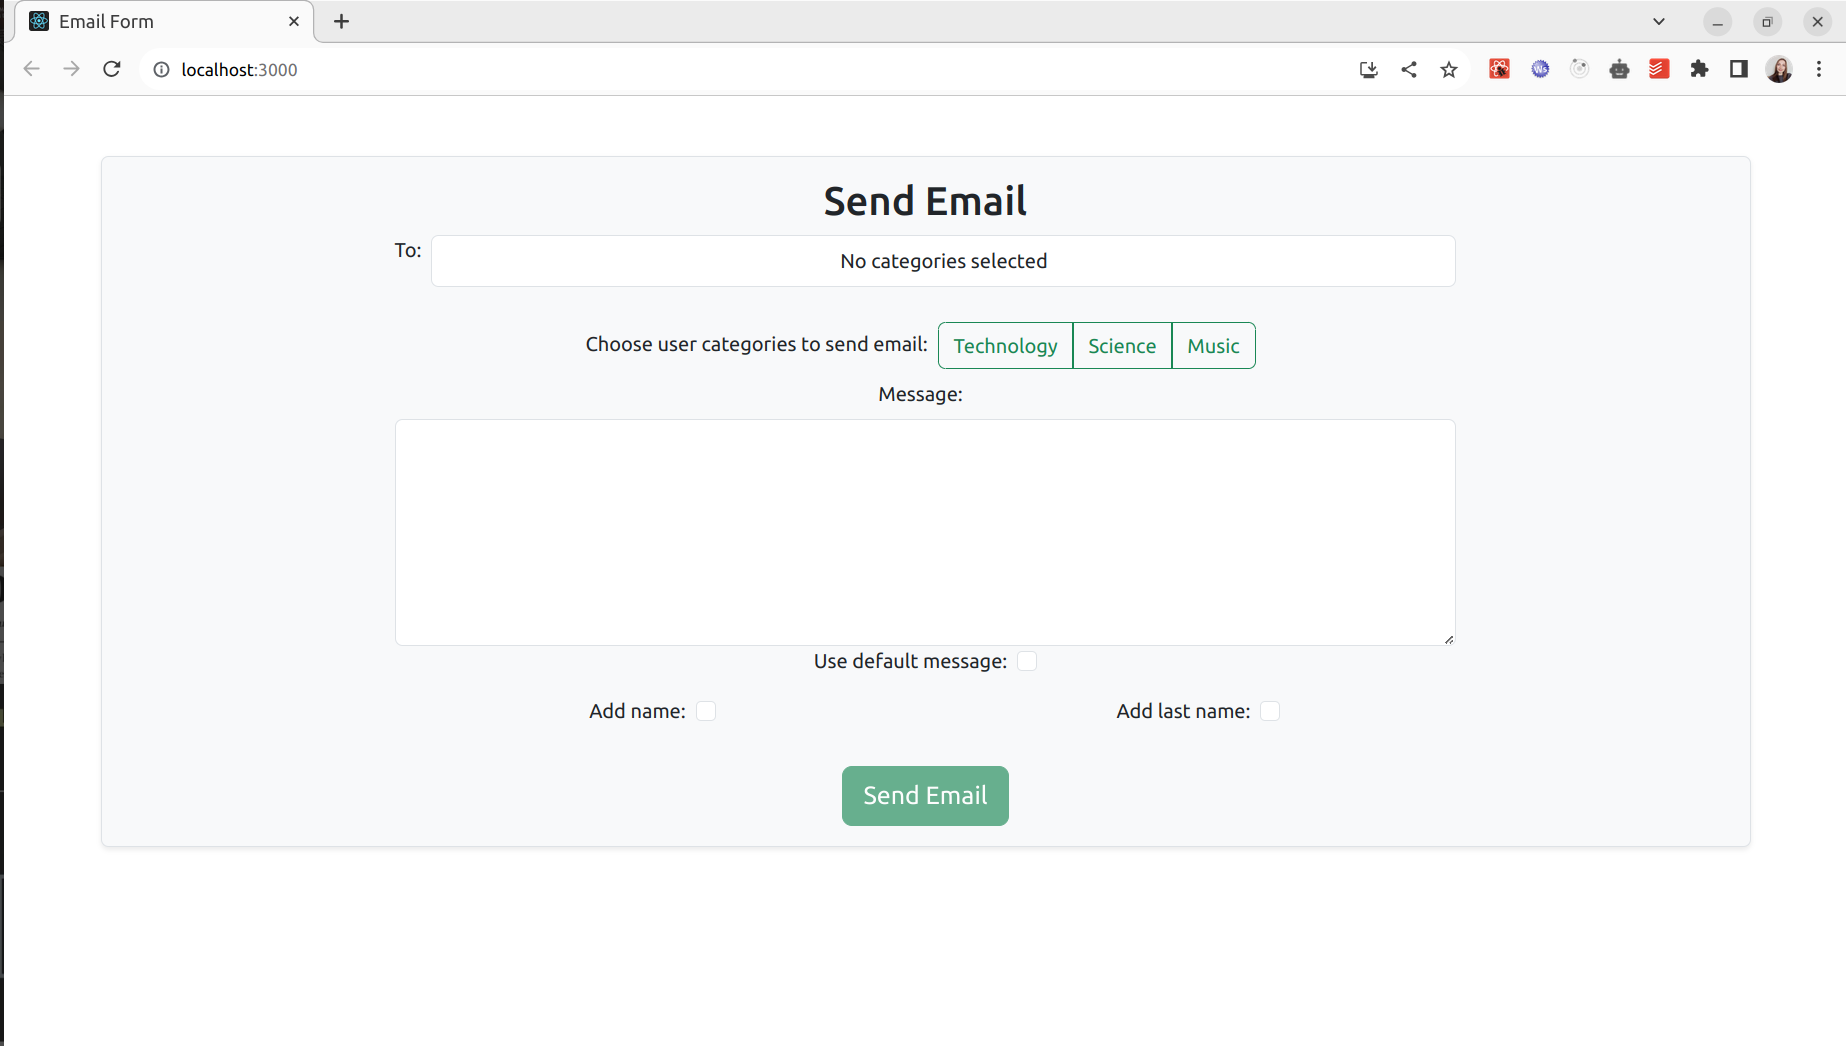 Email Form
localhost:3000
Ws
Send Email
To: No categories selected
Choose user categories to send email: Technology Science Music
Message:
Use default message:
Add name: Add last name:
Send Email